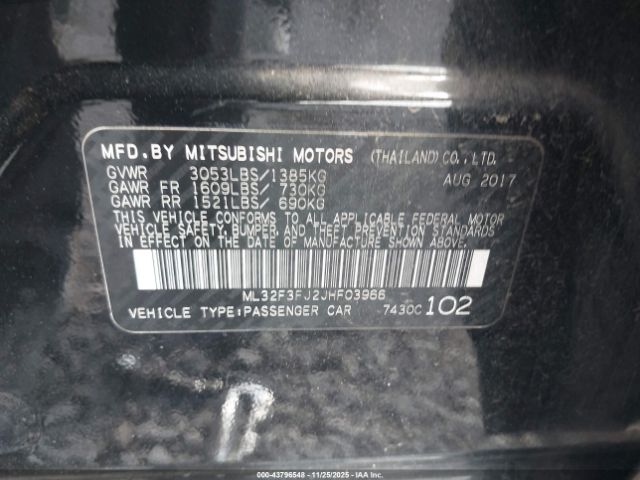 MFD.BY MITSUBISHI MOTORS (THAILAND) CO.,LTD.
GVWR 3053LBS/1385KG AUG 2017
GAWR FR 1609LBS/ 730KG
GAWR RR 1521LBS/ 690KG
THIS VEHICLE CONFORMS TO ALL APPLICABLE FEDERAL MOTOR
VEHICLE SAFETY, BUMPER, AND THEFT PREVENTION STANDARDS
IN EFFECT ON THE DATE OF MANUFACTURE SHOWN ABOVE.
ML32F3FJ2JHF03966
VEHICLE TYPE:PASSENGER CAR 7430C 102
000-43796548 - 11/25/2025 - IAAI.COM